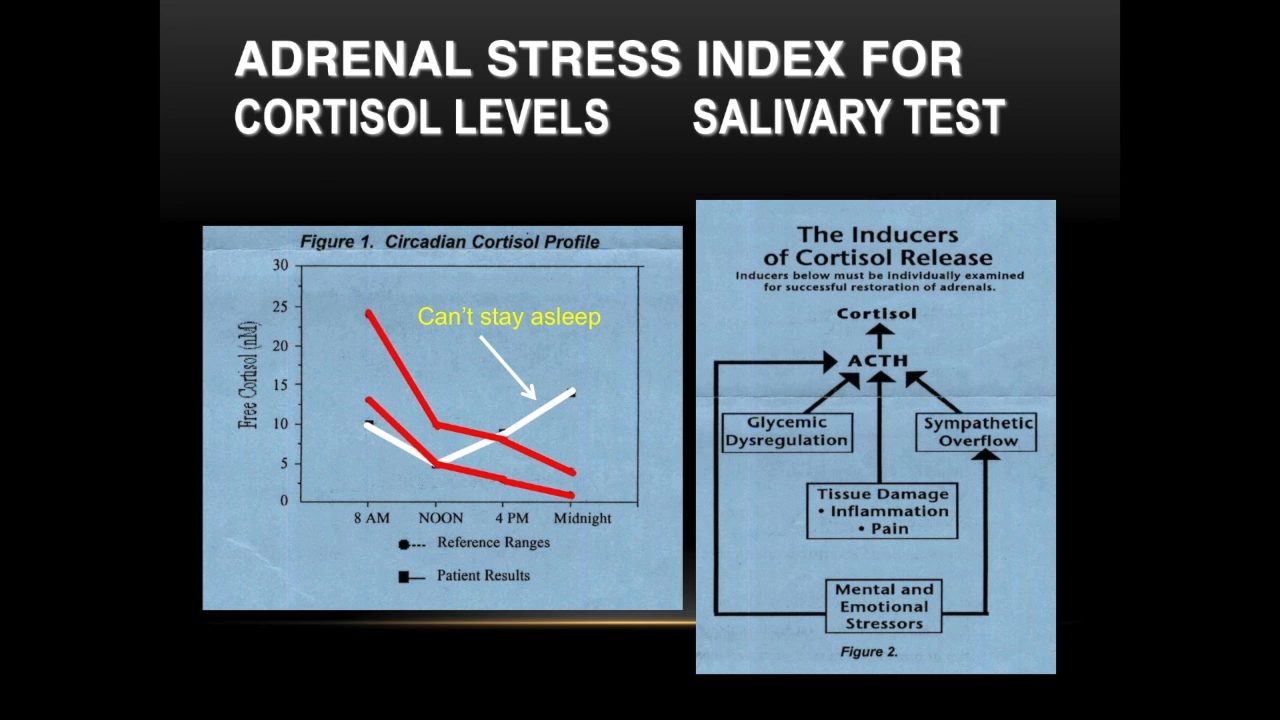 ADRENAL STRESS INDEX FOR
CORTISOL LEVELS SALIVARY TEST
Figure 1. Circadian Cortisol Profile
30
25
20
15
10
5
0
Free Cortisol (nM)
Can't stay asleep
8 AM NOON 4 PM Midnight
Reference Ranges
Patient Results
The Inducers
of Cortisol Release
Inducers below must be individually examined
for successful restoration of adrenals.
Cortisol
ACTH
Glycemic
Dysregulation
Sympathetic
Overflow
Tissue Damage
• Inflammation
• Pain
Mental and
Emotional
Stressors
Figure 2.